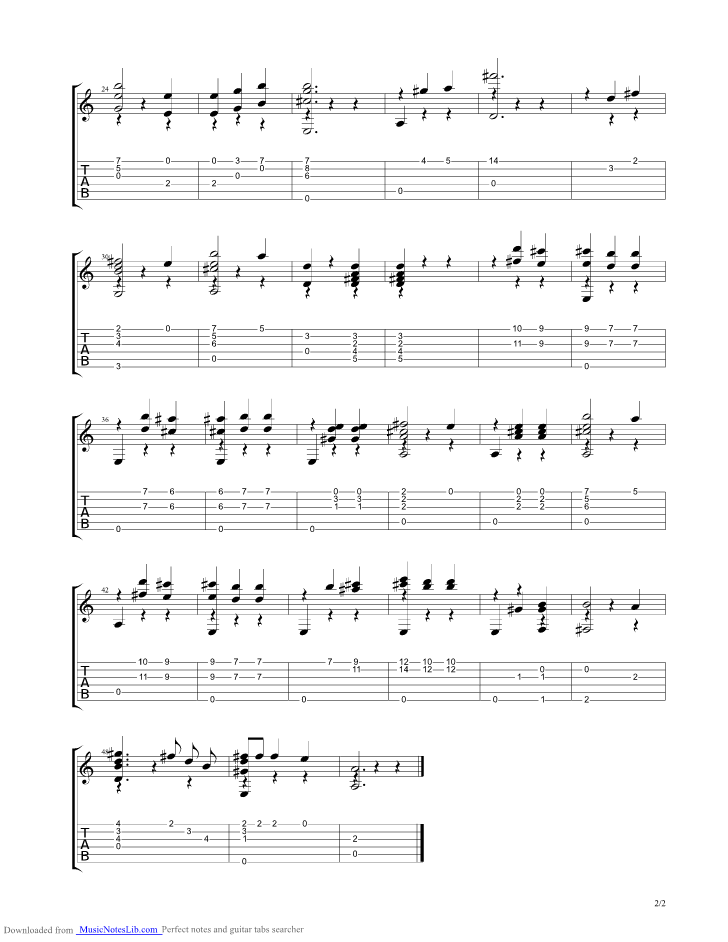 24
T 7 0 0 3 7 7 4 5 14 2
A 5 0 8 3
B 0 2 2 0 6 0 0 0
30
T 2 0 7 5 10 9 9 7 7
A 3 5 3 3 3
B 4 6 0 2 2 11 9 9 7 7
0 4 4
3 5 5 0
36
T 7 6 6 7 7 0 0 2 0 0 0 7 5
A 3 3 2 2 2 5
B 7 6 6 7 7 1 1 2 2 2 6
0 0 0
0 0 0
42
T 10 9 9 7 7 7 9 12 10 10
A 11 14 12 12 0 0
B 11 9 9 7 7 1 1 2
0
0 0 0 0 1 2
48
T 4 2 2 2 2 0
A 3 3 3
B 4 4 1 2
0 0
0
2/2
Downloaded from MusicNotesLib.com Perfect notes and guitar tabs searcher